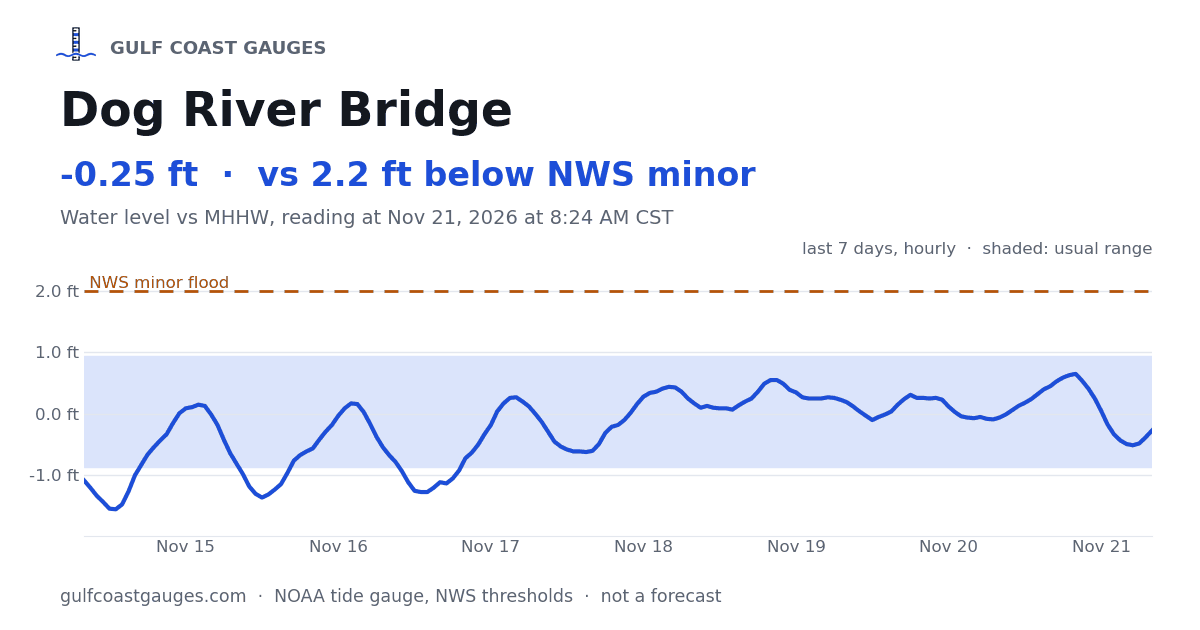 GULF COAST GAUGES
Dog River Bridge
-0.25 ft · vs 2.2 ft below NWS minor
Water level vs MHHW, reading at Nov 21, 2026 at 8:24 AM CST
last 7 days, hourly · shaded: usual range
NWS minor flood
2.0 ft
1.0 ft
0.0 ft
-1.0 ft
Nov 15 Nov 16 Nov 17 Nov 18 Nov 19 Nov 20 Nov 21
gulfcoastgauges.com · NOAA tide gauge, NWS thresholds · not a forecast